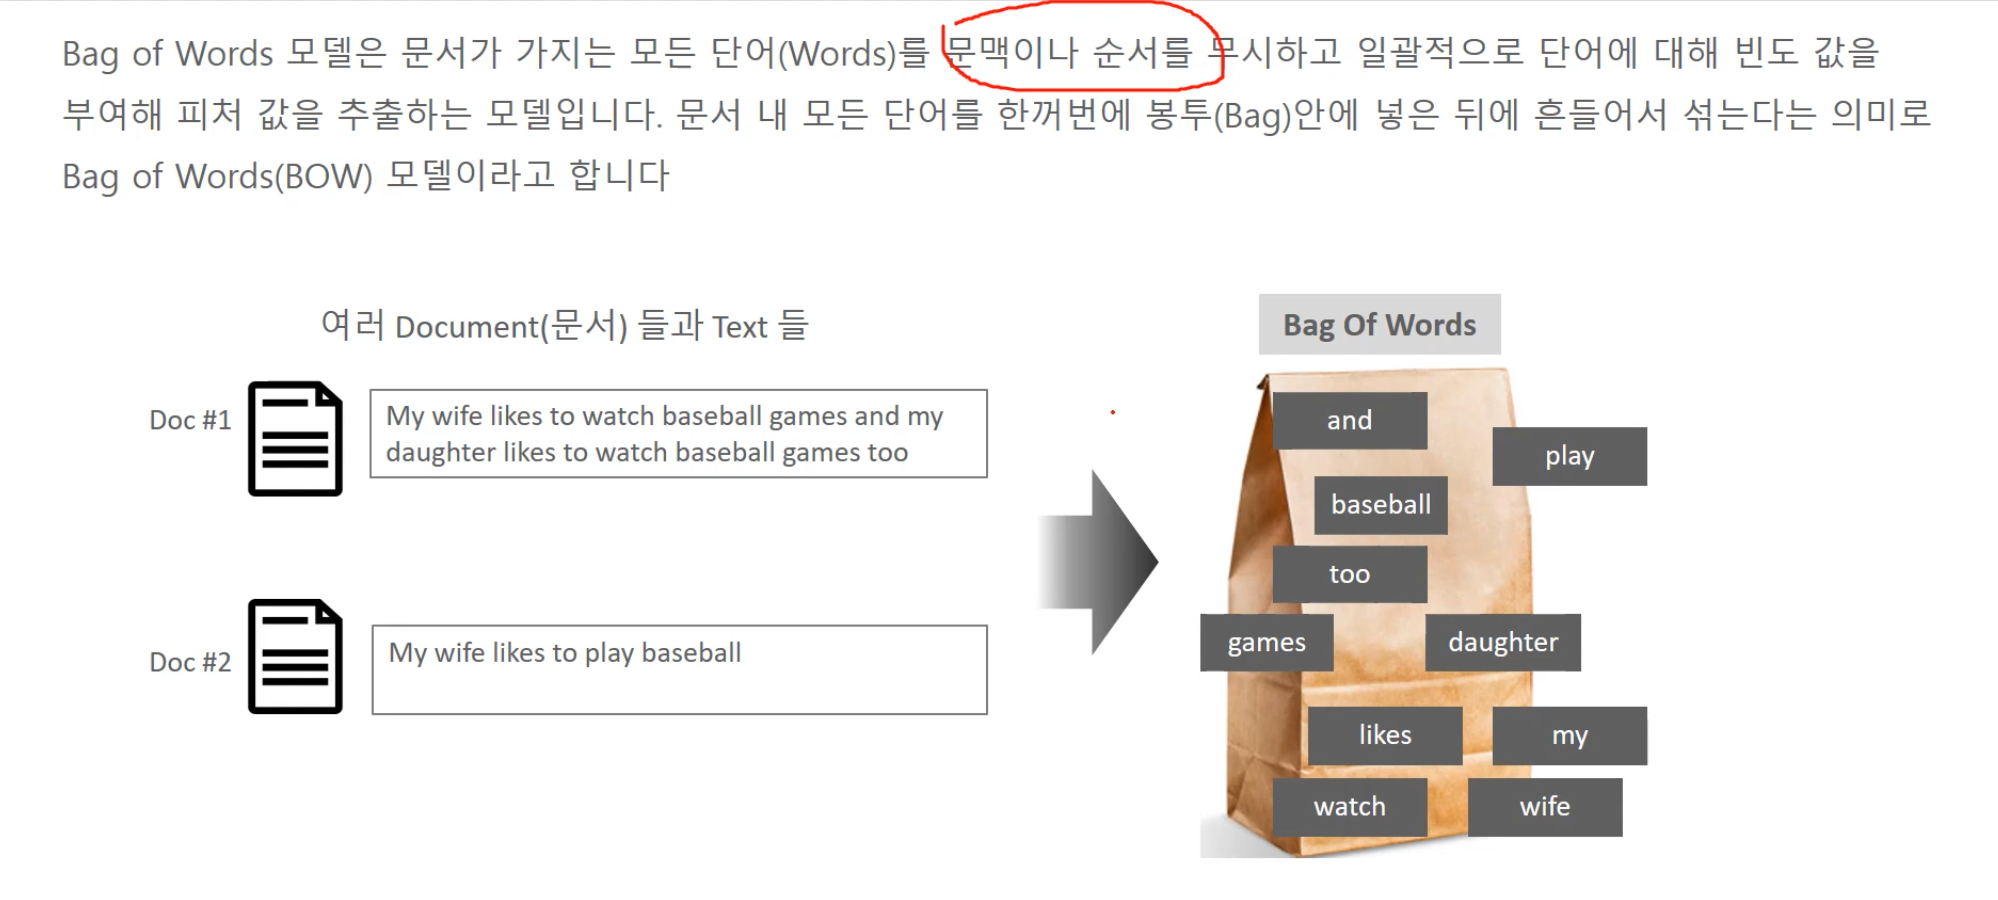 Bag of Words 모델은 문서가 가지는 모든 단어(Words)를 문맥이나 순서를 무시하고 일괄적으로 단어에 대해 빈도 값을
부여해 피처 값을 추출하는 모델입니다. 문서 내 모든 단어를 한꺼번에 봉투(Bag)안에 넣은 뒤에 흔들어서 섞는다는 의미로
Bag of Words(BOW) 모델이라고 합니다
여러 Document(문서) 들과 Text 들
Doc #1
My wife likes to watch baseball games and my
daughter likes to watch baseball games too
Doc #2
My wife likes to play baseball
Bag Of Words
and
play
baseball
too
games
daughter
likes
my
watch
wife